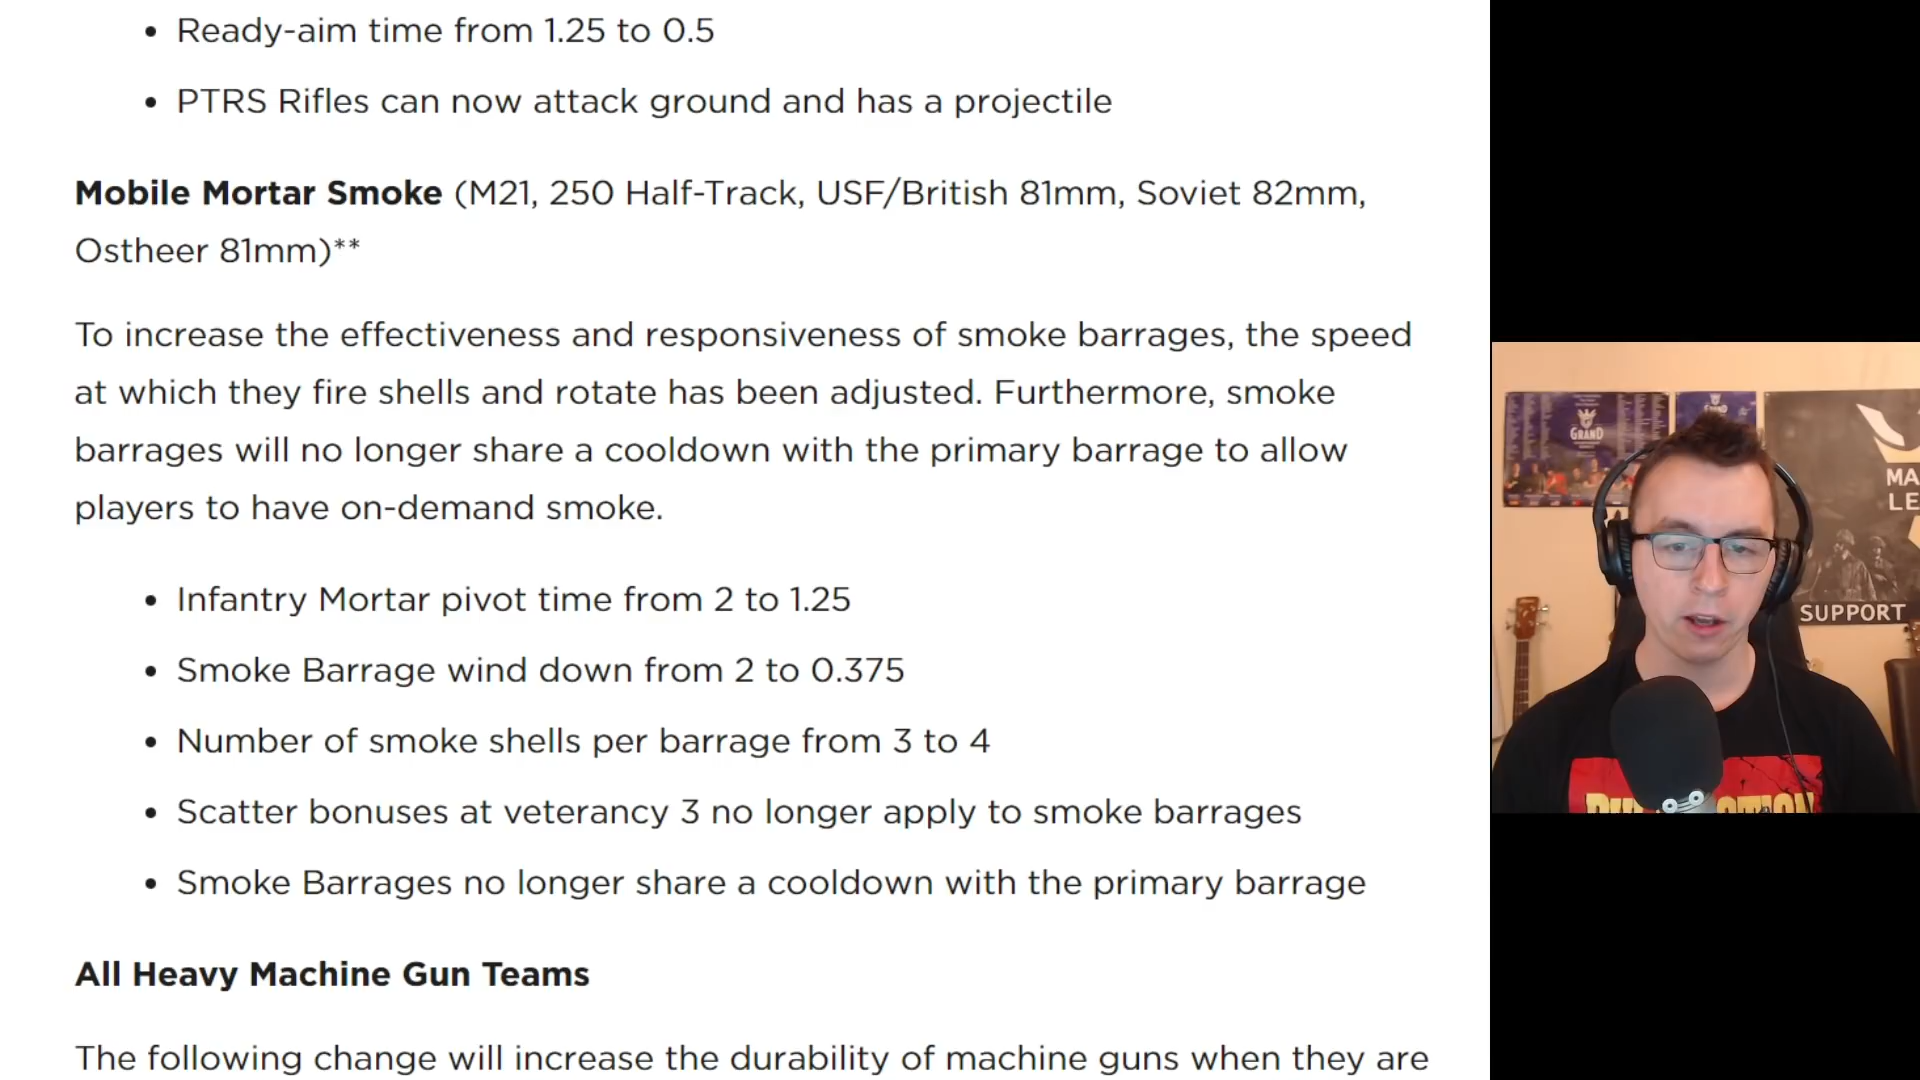 • Ready-aim time from 1.25 to 0.5
• PTRS Rifles can now attack ground and has a projectile
Mobile Mortar Smoke (M21, 250 Half-Track, USF/British 81mm, Soviet 82mm,
Ostheer 81mm)**
To increase the effectiveness and responsiveness of smoke barrages, the speed
at which they fire shells and rotate has been adjusted. Furthermore, smoke
barrages will no longer share a cooldown with the primary barrage to allow
players to have on-demand smoke.
• Infantry Mortar pivot time from 2 to 1.25
• Smoke Barrage wind down from 2 to 0.375
• Number of smoke shells per barrage from 3 to 4
• Scatter bonuses at veterancy 3 no longer apply to smoke barrages
• Smoke Barrages no longer share a cooldown with the primary barrage
All Heavy Machine Gun Teams
The following change will increase the durability of machine guns when they are
GRAND
MA
LE
SUPPORT